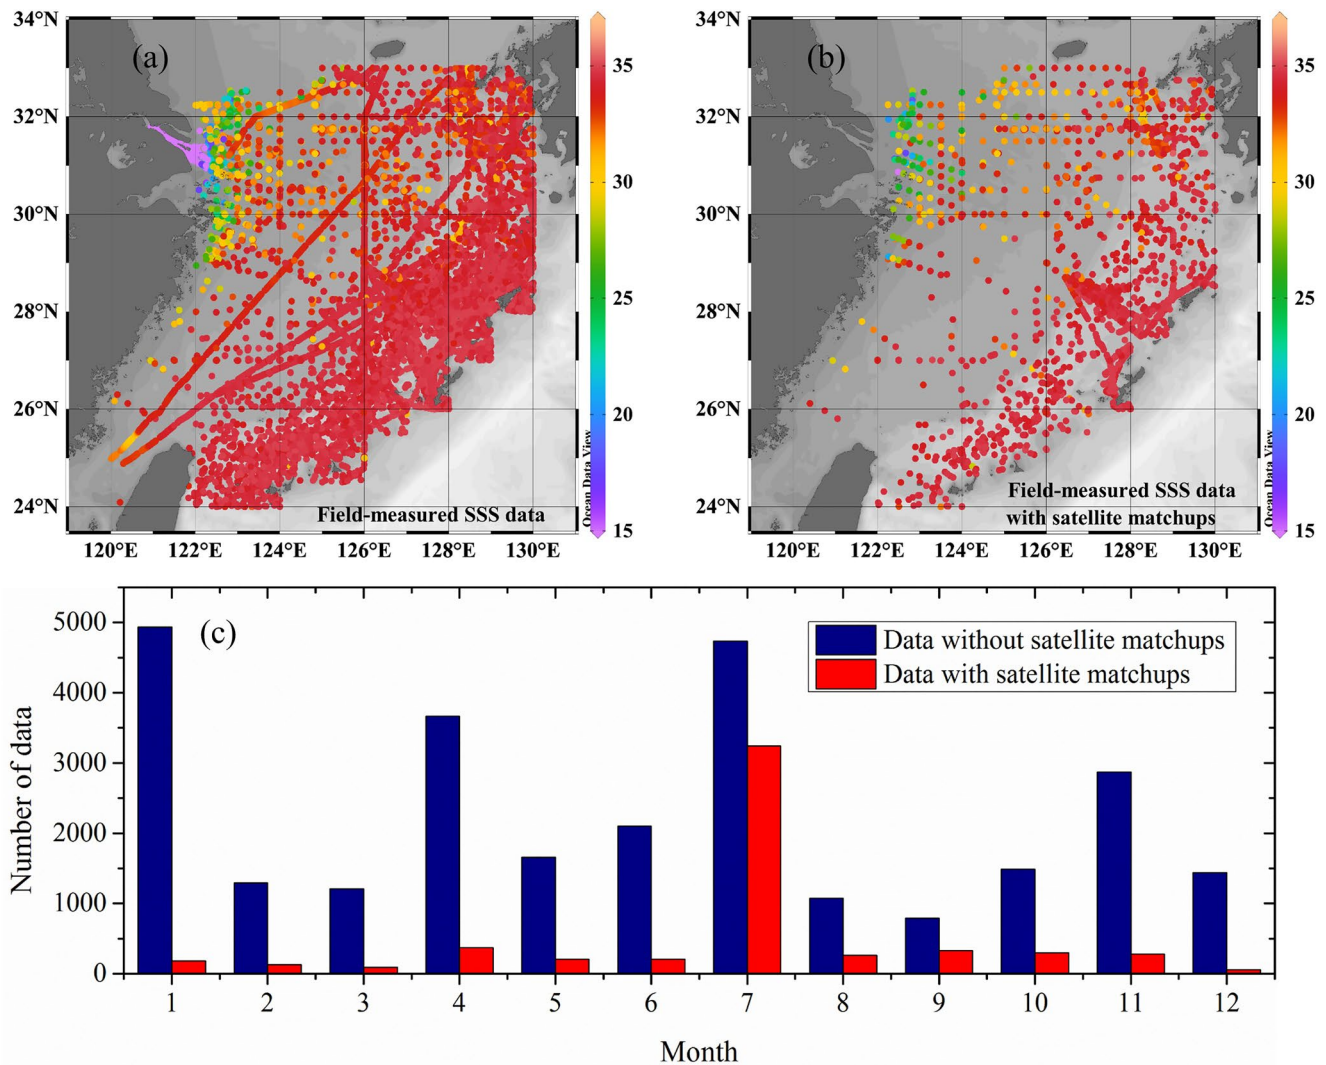 34°N
32°N
30°N
28°N
26°N
24°N
(a)
35
30
25
20
15
Ocean Data View
Field-measured SSS data
120°E 122°E 124°E 126°E 128°E 130°E
34°N
32°N
30°N
28°N
26°N
24°N
(b)
35
30
25
20
15
Ocean Data View
Field-measured SSS data
with satellite matchups
120°E 122°E 124°E 126°E 128°E 130°E
(c)
Data without satellite matchups
Data with satellite matchups
Number of data
5000
4000
3000
2000
1000
0
1 2 3 4 5 6 7 8 9 10 11 12
Month